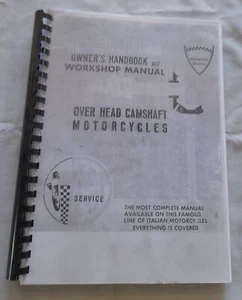 OWNER'S HANDBOOK and
WORKSHOP MANUAL
OVER HEAD CAMSHAFT
MOTORCYCLES
SERVICE
THE MOST COMPLETE MANUAL
AVAILABLE ON THIS FAMOUS
LINE OF ITALIAN MOTORCYCLES
EVERYTHING IS COVERED